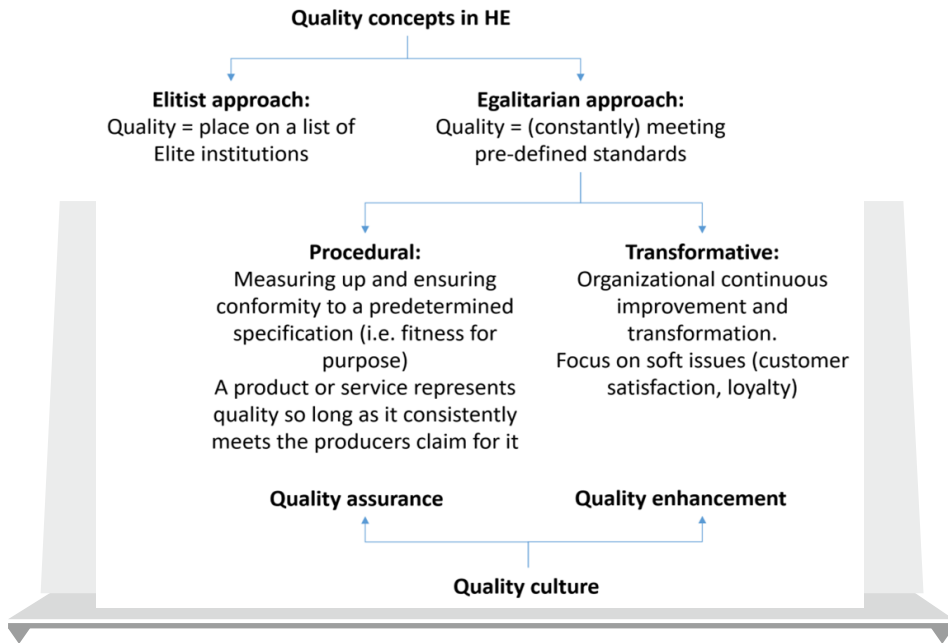 Quality concepts in HE
Elitist approach:
Quality = place on a list of
Elite institutions
Egalitarian approach:
Quality = (constantly) meeting
pre-defined standards
Procedural:
Measuring up and ensuring
conformity to a predetermined
specification (i.e. fitness for
purpose)
A product or service represents
quality so long as it consistently
meets the producers claim for it
Transformative:
Organizational continuous
improvement and
transformation.
Focus on soft issues (customer
satisfaction, loyalty)
Quality assurance
Quality enhancement
Quality culture